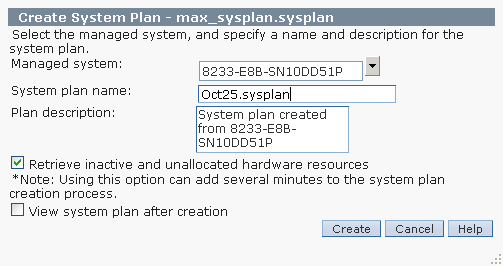 Create System Plan - max_sysplan.sysplan
Select the managed system, and specify a name and description for the
system plan.
Managed system:
8233-E8B-SN10DD51P
System plan name:
Oct25.sysplan
Plan description:
System plan created
from 8233-E8B-
SN10DD51P
Retrieve inactive and unallocated hardware resources
*Note: Using this option can add several minutes to the system plan
creation process.
View system plan after creation
Create Cancel Help